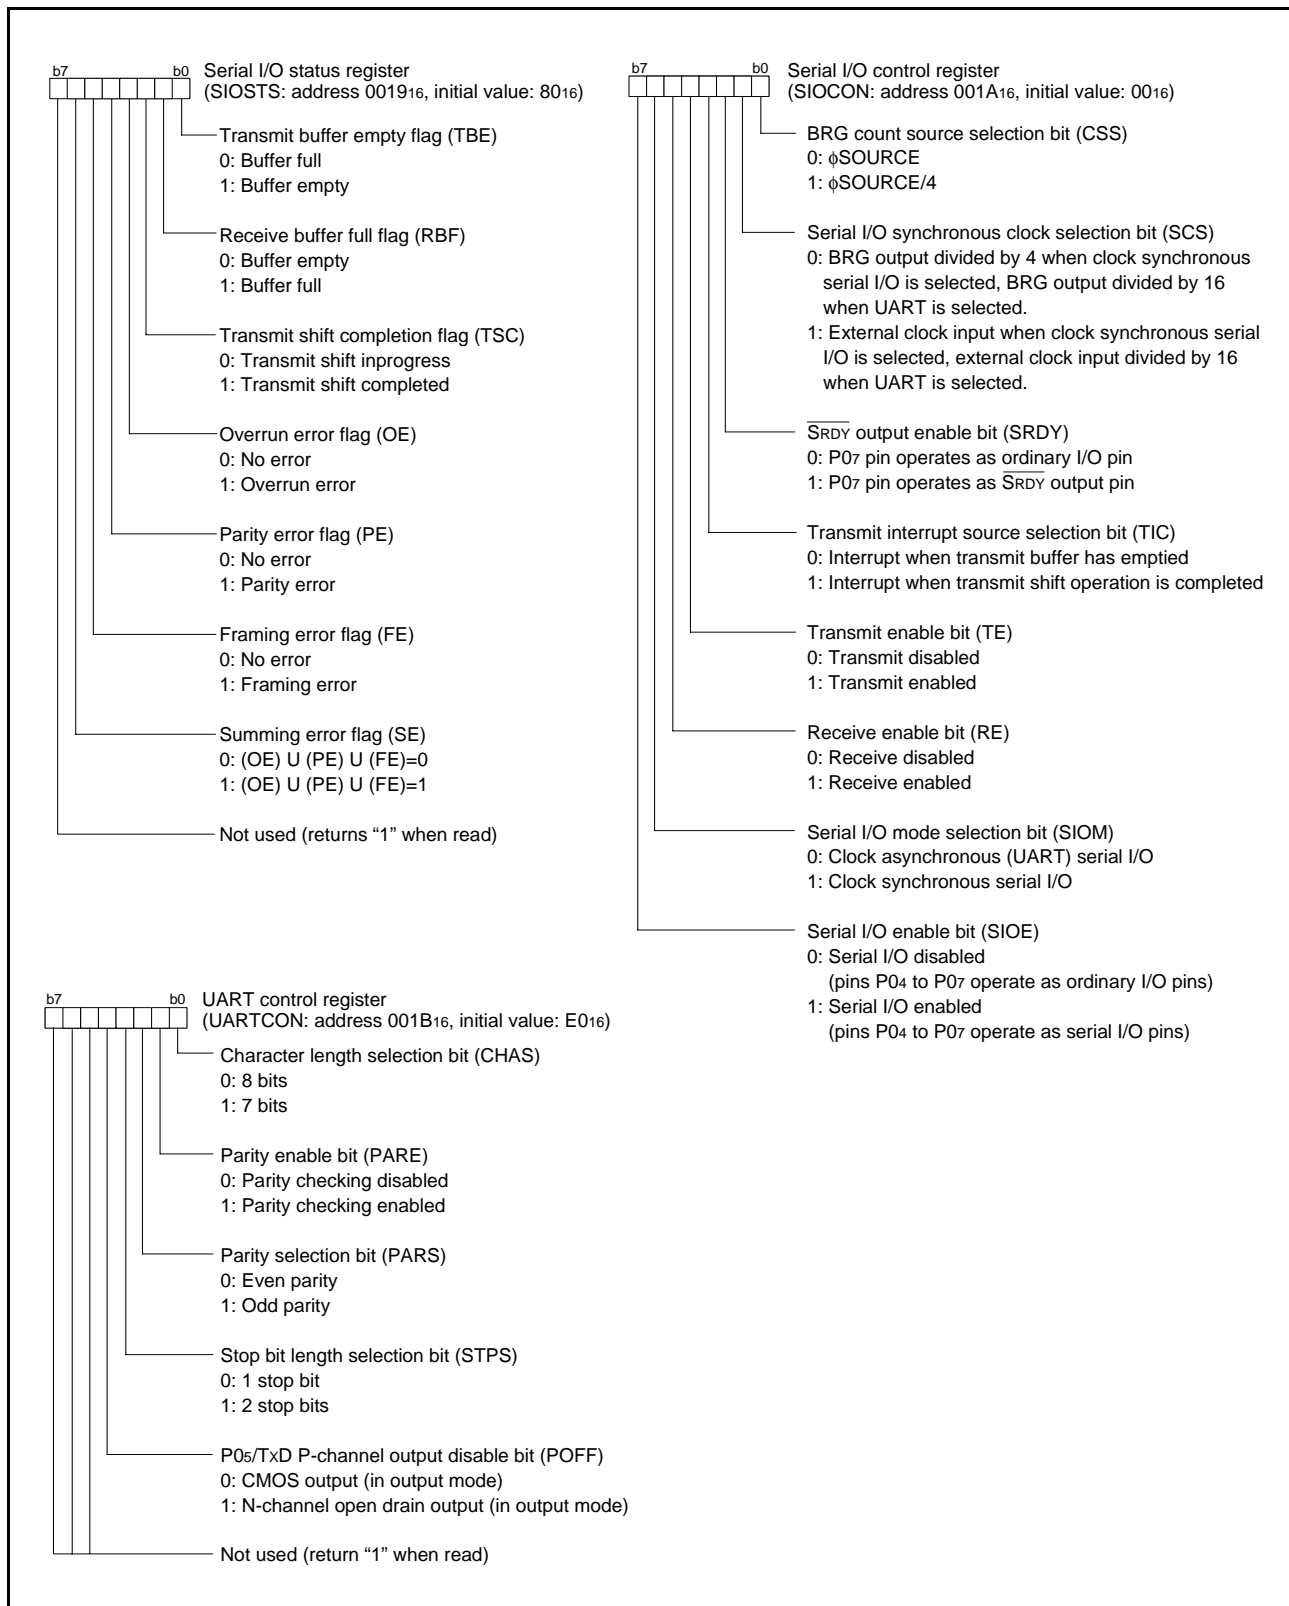 b7 b0 Serial I/O status register
(SIOSTS: address 001916, initial value: 8016)
Transmit buffer empty flag (TBE)
0: Buffer full
1: Buffer empty
Receive buffer full flag (RBF)
0: Buffer empty
1: Buffer full
Transmit shift completion flag (TSC)
0: Transmit shift inprogress
1: Transmit shift completed
Overrun error flag (OE)
0: No error
1: Overrun error
Parity error flag (PE)
0: No error
1: Parity error
Framing error flag (FE)
0: No error
1: Framing error
Summing error flag (SE)
0: (OE) U (PE) U (FE)=0
1: (OE) U (PE) U (FE)=1
Not used (returns “1” when read)
b7 b0 Serial I/O control register
(SIOCON: address 001A16, initial value: 0016)
BRG count source selection bit (CSS)
0: ϕSOURCE
1: ϕSOURCE/4
Serial I/O synchronous clock selection bit (SCS)
0: BRG output divided by 4 when clock synchronous
serial I/O is selected, BRG output divided by 16
when UART is selected.
1: External clock input when clock synchronous serial
I/O is selected, external clock input divided by 16
when UART is selected.
SRDY output enable bit (SRDY)
0: P07 pin operates as ordinary I/O pin
1: P07 pin operates as SRDY output pin
Transmit interrupt source selection bit (TIC)
0: Interrupt when transmit buffer has emptied
1: Interrupt when transmit shift operation is completed
Transmit enable bit (TE)
0: Transmit disabled
1: Transmit enabled
Receive enable bit (RE)
0: Receive disabled
1: Receive enabled
Serial I/O mode selection bit (SIOM)
0: Clock asynchronous (UART) serial I/O
1: Clock synchronous serial I/O
Serial I/O enable bit (SIOE)
0: Serial I/O disabled
(pins P04 to P07 operate as ordinary I/O pins)
1: Serial I/O enabled
(pins P04 to P07 operate as serial I/O pins)
b7 b0 UART control register
(UARTCON: address 001B16, initial value: E016)
Character length selection bit (CHAS)
0: 8 bits
1: 7 bits
Parity enable bit (PARE)
0: Parity checking disabled
1: Parity checking enabled
Parity selection bit (PARS)
0: Even parity
1: Odd parity
Stop bit length selection bit (STPS)
0: 1 stop bit
1: 2 stop bits
P05/TxD P-channel output disable bit (POFF)
0: CMOS output (in output mode)
1: N-channel open drain output (in output mode)
Not used (return “1” when read)